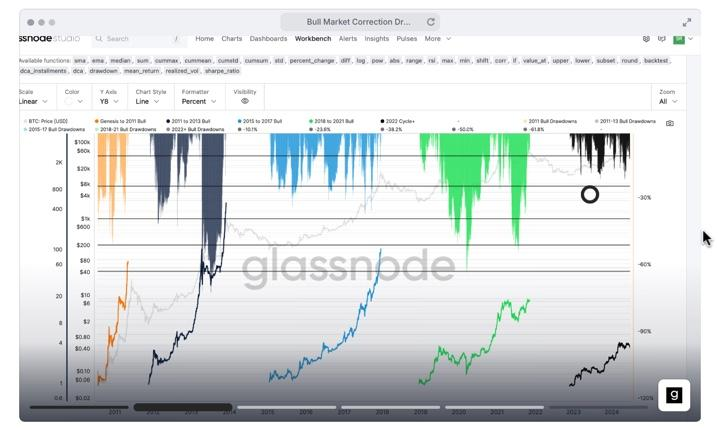 Bull Market Correction Dr...
ssnode studio
Search
/
Home Charts Dashboards Workbench Alerts Insights Pulses More
Available functions: sma, ema, median, sum, cummax, cummean, cumstd, cumsum, std, percent_change, diff, log, pow, abs, range, rsi, max, min, shift, corr, if, value_at, upper, lower, subset, round, backtest,
dca_installments, dca, drawdown, mean_return, realized_vol, sharpe_ratio
Scale Color Y Axis Chart Style Formatter Visibility Zoom
Linear Y8 Line Percent All
BTC: Price [USD] Genesis to 2011 Bull 2011 to 2013 Bull 2015 to 2017 Bull 2018 to 2021 Bull 2022 Cycle+ - 2011 Bull Drawdowns 2011-13 Bull Drawdowns
2015-17 Bull Drawdowns 2018-21 Bull Drawdowns 2022+ Bull Drawdowns -10.1% -23.6% -38.2% -50.0% -61.8% -
2K
800
400
100
60
20
8
4
1
0.6
$100k
$60k
$20k
$8k
$4k
$1k
$600
$200
$80
$40
$10
$6
$2
$0.80
$0.40
$0.10
$0.06
$0.02
glassnode
-30%
-60%
-90%
-120%
g
2011 2012 2013 2014 2015 2016 2017 2018 2019 2020 2021 2022 2023 2024